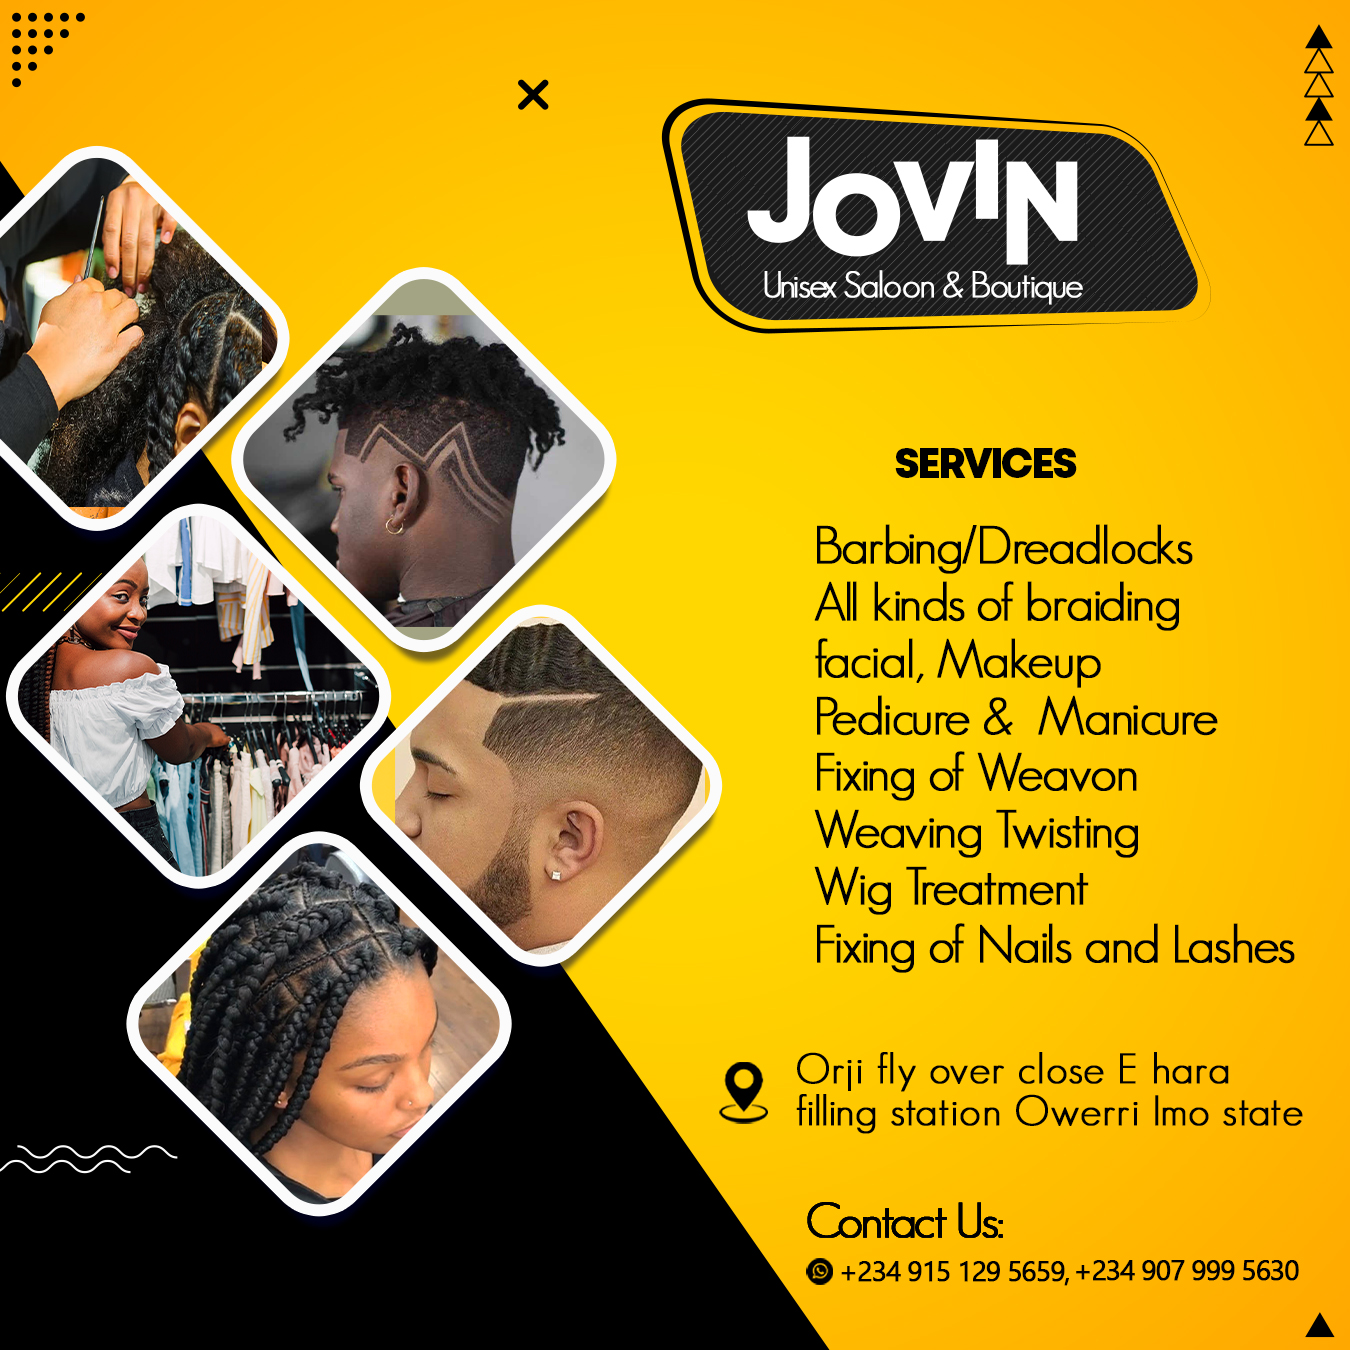 JOVIN
Unisex Saloon & Boutique
SERVICES
Barbing/Dreadlocks
All kinds of braiding
facial, Makeup
Pedicure & Manicure
Fixing of Weavon
Weaving Twisting
Wig Treatment
Fixing of Nails and Lashes
Orji fly over close E hara
filling station Owerri Imo state
Contact Us:
+234 915 129 5659, +234 907 999 5630